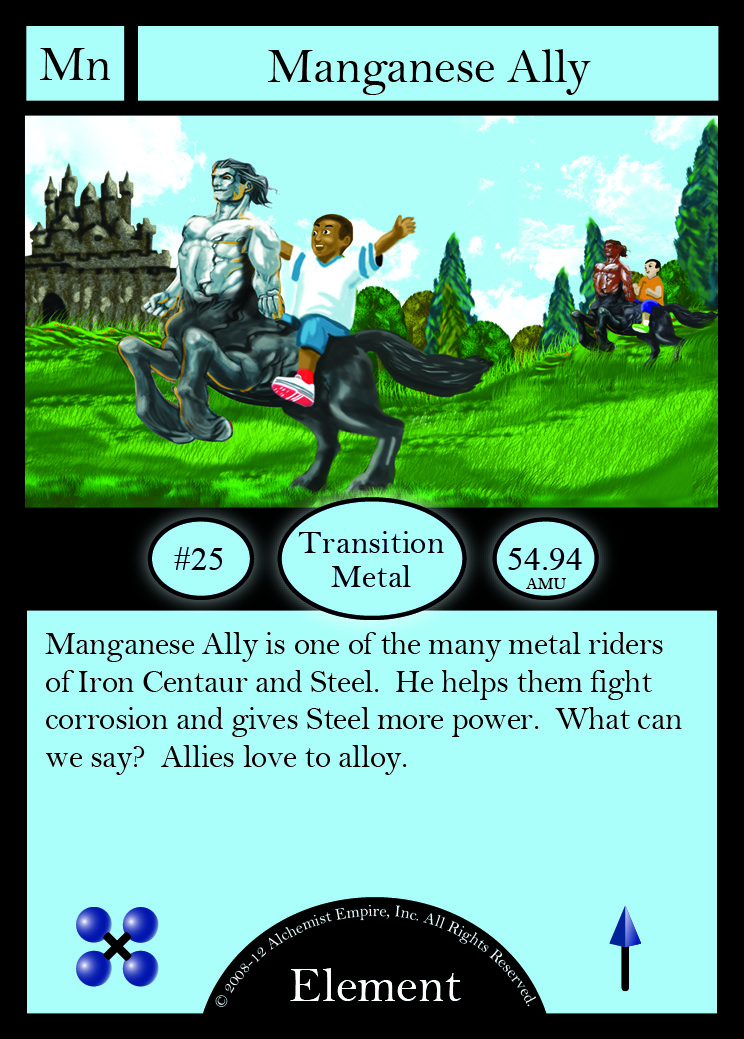 Mn
Manganese Ally
#25
Transition
Metal
54.94
AMU
Manganese Ally is one of the many metal riders
of Iron Centaur and Steel.  He helps them fight
corrosion and gives Steel more power.  What can
we say?  Allies love to alloy.
© 2008-12 Alchemist Empire, Inc. All Rights Reserved.
Element